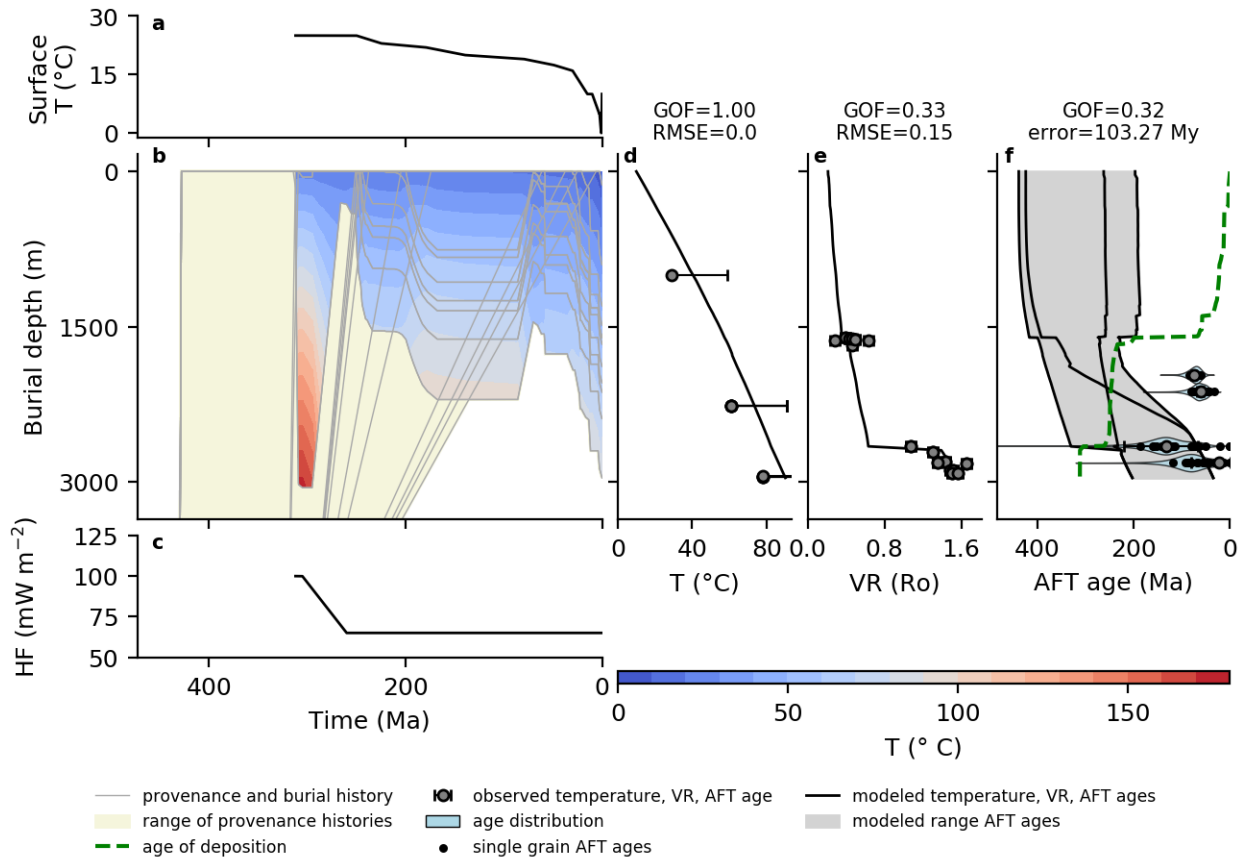 a
30
15
0
Surface
T (°C)
GOF=1.00
RMSE=0.0
GOF=0.33
RMSE=0.15
GOF=0.32
error=103.27 My
b
d
e
f
0
1500
3000
Burial depth (m)
0
40
80
T (°C)
0.0
0.8
1.6
VR (Ro)
400
200
0
AFT age (Ma)
c
125
100
75
50
HF (mW m⁻²)
400
200
0
Time (Ma)
0
50
100
150
T (° C)
provenance and burial history
range of provenance histories
age of deposition
observed temperature, VR, AFT age
age distribution
single grain AFT ages
modeled temperature, VR, AFT ages
modeled range AFT ages